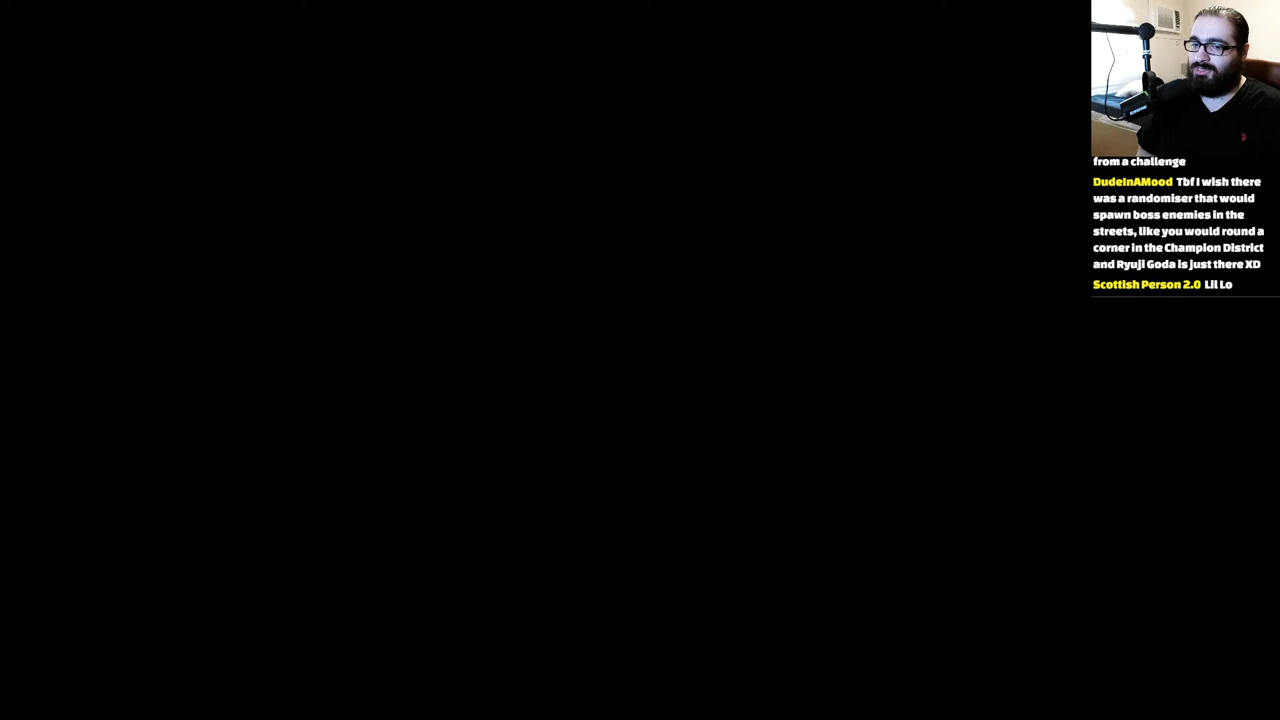 from a challenge
DudeInAMood Tbf I wish there
was a randomiser that would
spawn boss enemies in the
streets, like you would round a
corner in the Champion District
and Ryuji Goda is just there XD
Scottish Person 2.0 Lil Lo